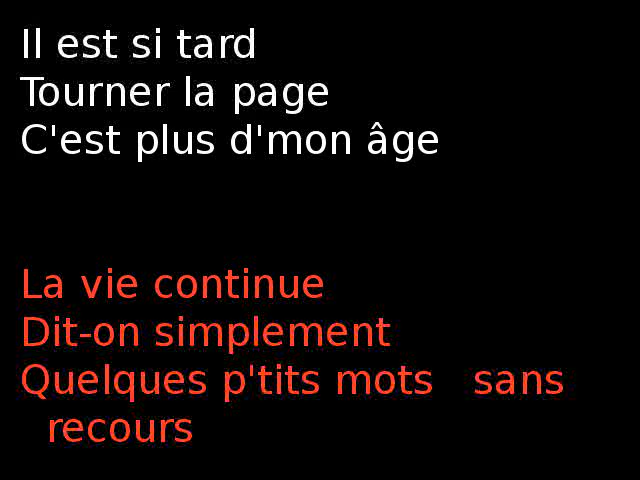 Il est si tard
Tourner la page
C'est plus d'mon âge
La vie continue
Dit-on simplement
Quelques p'tits mots   sans
recours